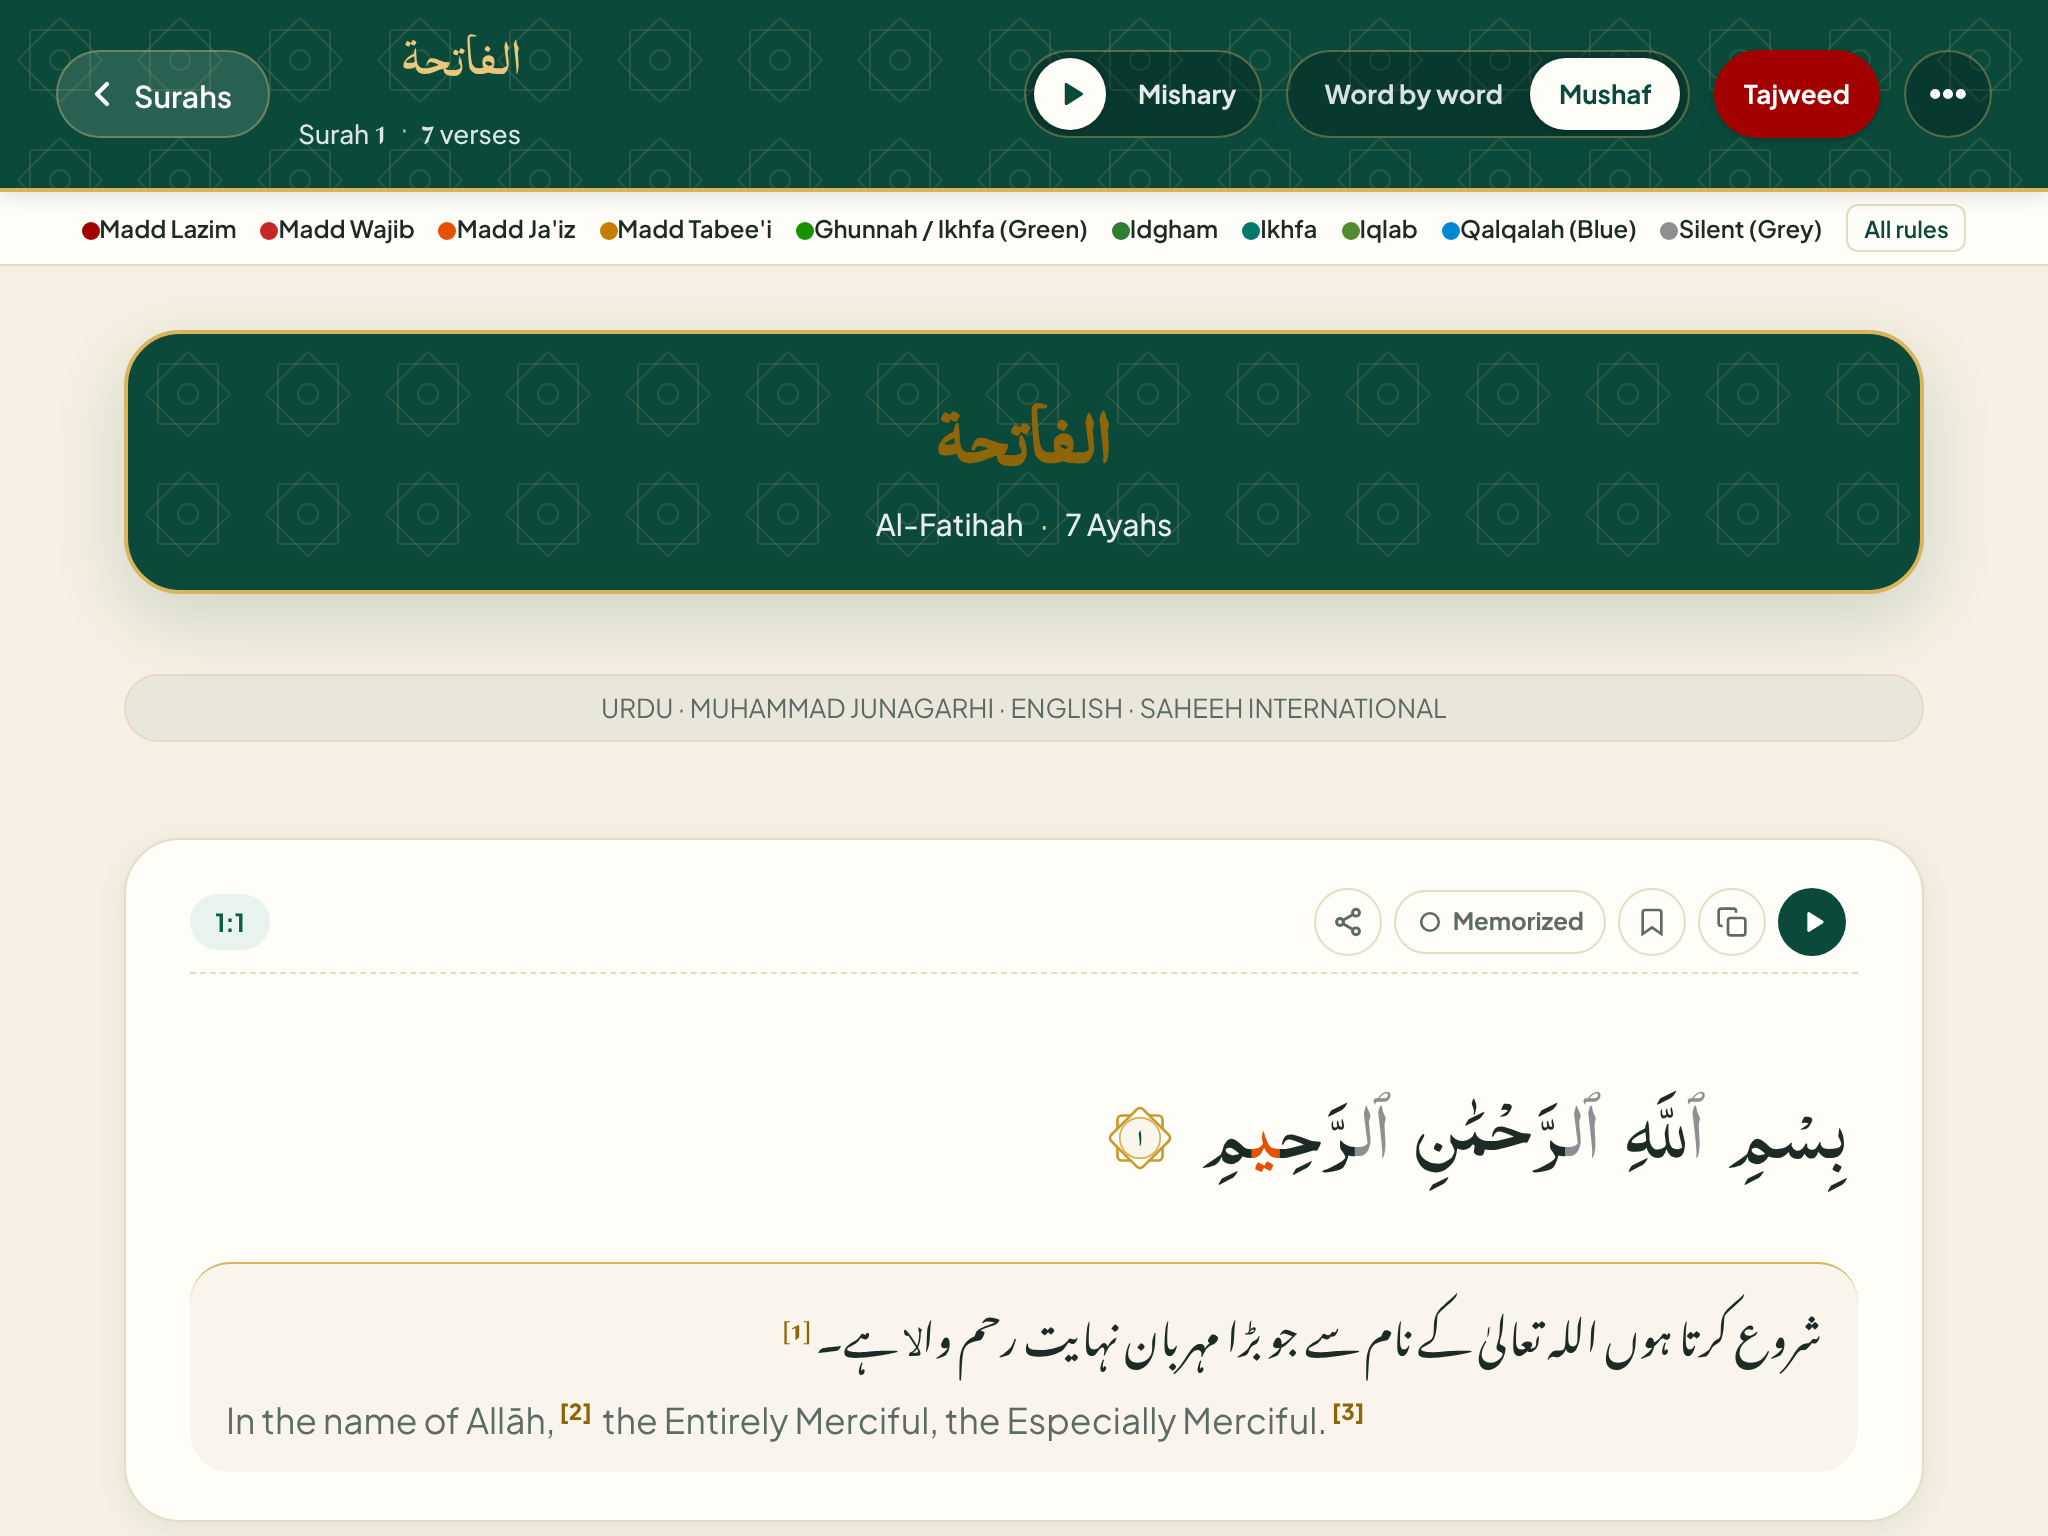 Surahs
الفاتحة
Surah 1 · 7 verses
Mishary
Word by word
Mushaf
Tajweed
Madd Lazim
Madd Wajib
Madd Ja'iz
Madd Tabee'i
Ghunnah / Ikhfa (Green)
Idgham
Ikhfa
Iqlab
Qalqalah (Blue)
Silent (Grey)
All rules
الفاتحة
Al-Fatihah · 7 Ayahs
URDU · MUHAMMAD JUNAGARHI · ENGLISH · SAHEEH INTERNATIONAL
1:1
Memorized
بِسْمِ ٱللَّهِ ٱلرَّحْمَٰنِ ٱلرَّحِيمِ ١
شروع کرتا ہوں اللہ تعالیٰ کے نام سے جو بڑا مہربان نہایت رحم والا ہے۔ [1]
In the name of Allāh, [2] the Entirely Merciful, the Especially Merciful. [3]